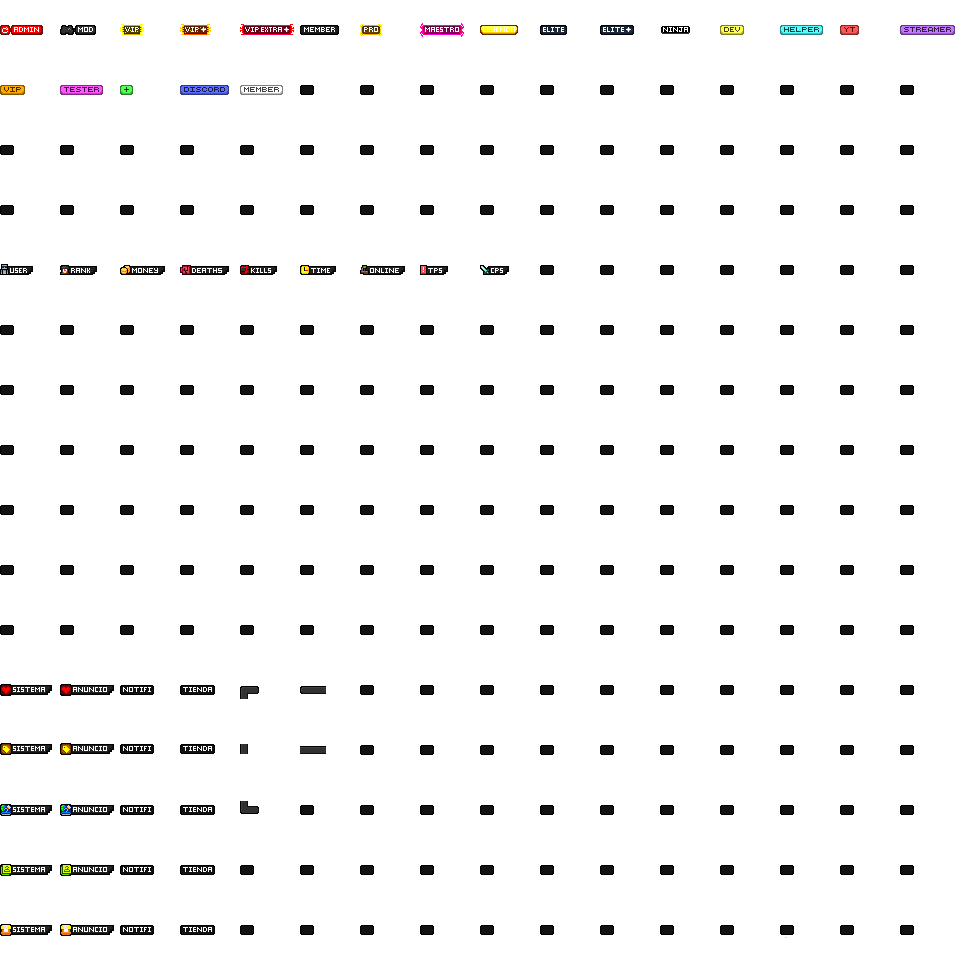 ADMIN MOD VIP VIP+ VIP EXTRA+ MEMBER PRO MAESTRO ELITE ELITE+ NINJA DEV HELPER YT STREAMER
VIP TESTER + DISCORD MEMBER
USER RANK MONEY DEATHS KILLS TIME ONLINE TPS CPS
SISTEMA ANUNCIO NOTIFI TIENDA
SISTEMA ANUNCIO NOTIFI TIENDA
SISTEMA ANUNCIO NOTIFI TIENDA
SISTEMA ANUNCIO NOTIFI TIENDA
SISTEMA ANUNCIO NOTIFI TIENDA